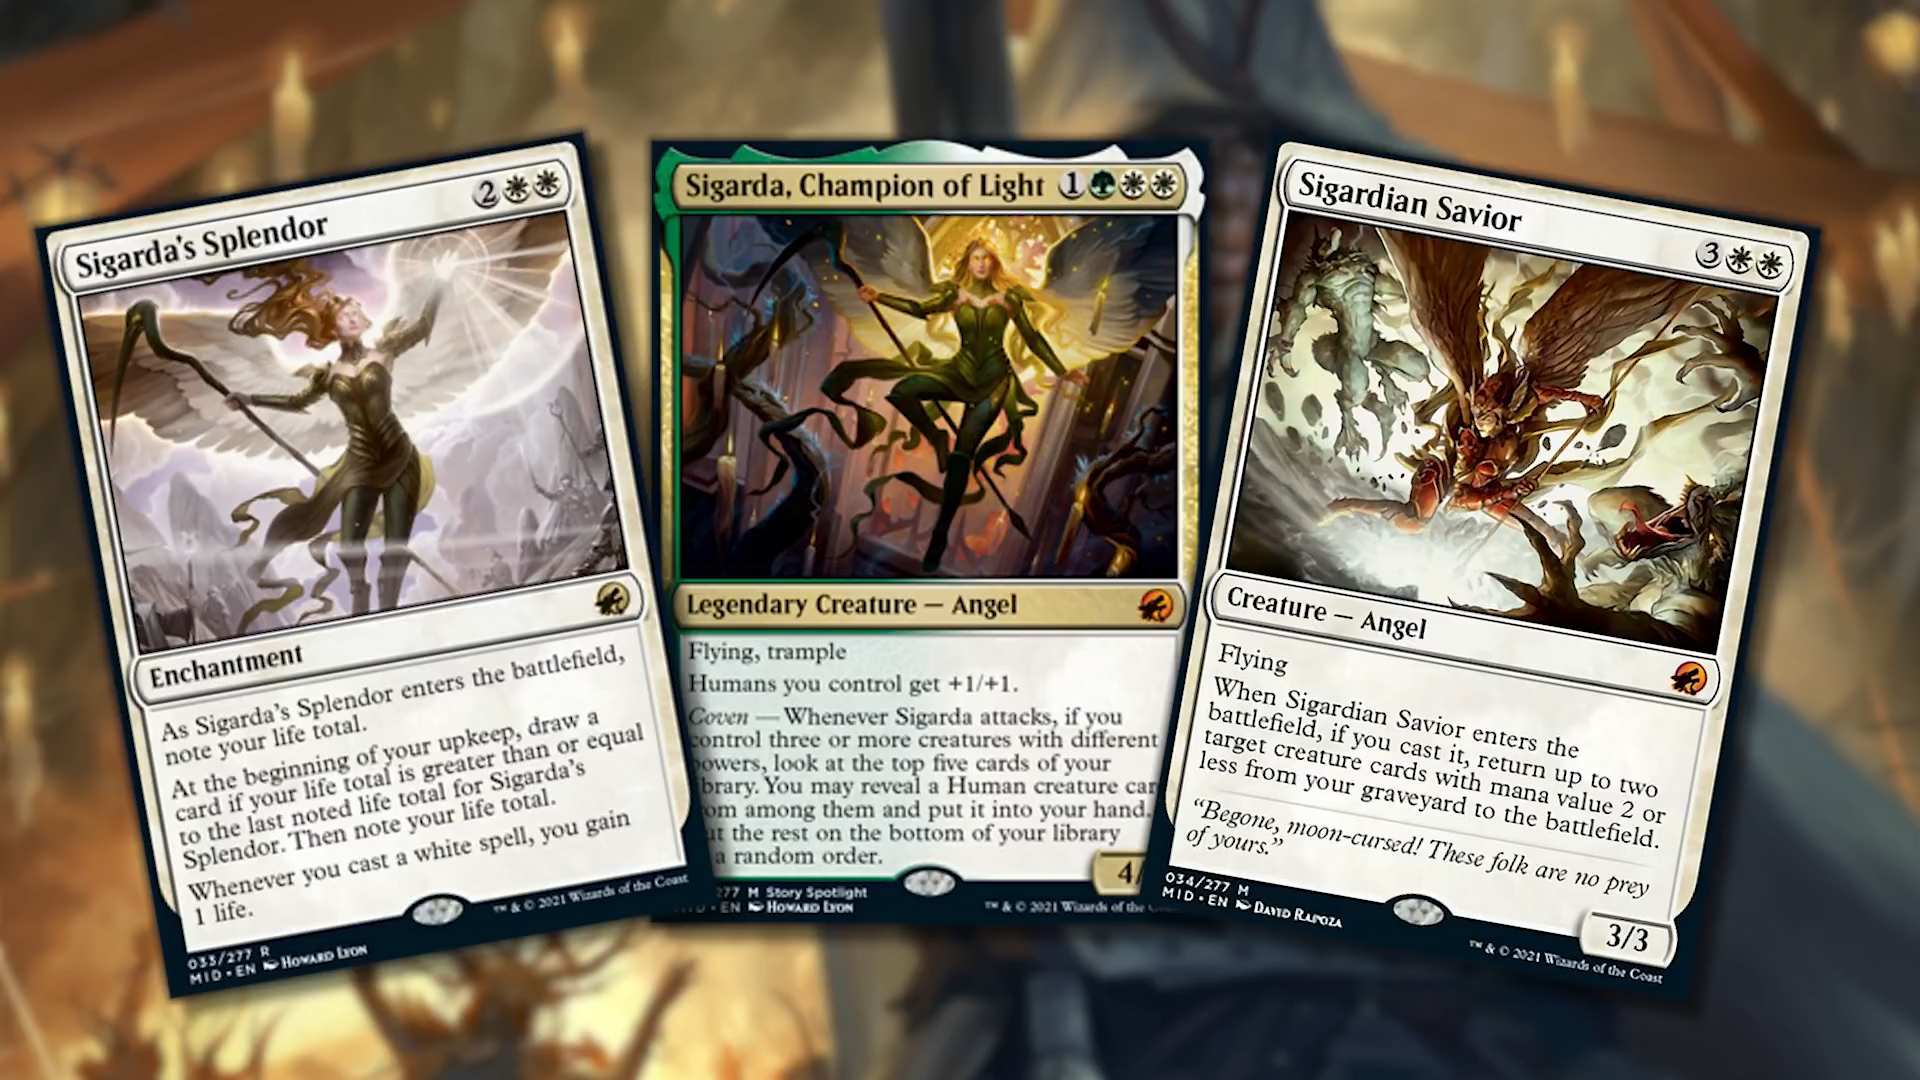 Sigarda's Splendor
2
Enchantment
As Sigarda's Splendor enters the battlefield,
note your life total.
At the beginning of your upkeep, draw a
card if your life total is greater than or equal
to the last noted life total for Sigarda's
Splendor. Then note your life total.
Whenever you cast a white spell, you gain
1 life.
033/277 R
MID • EN Howard Lyon
™ & © 2021 Wizards of the Coast
Sigarda, Champion of Light
1
Legendary Creature — Angel
Flying, trample
Humans you control get +1/+1.
Coven — Whenever Sigarda attacks, if you
control three or more creatures with different
powers, look at the top five cards of your
brary. You may reveal a Human creature car
om among them and put it into your hand.
ut the rest on the bottom of your library
a random order.
4/
277 M Story Spotlight
EN Howard Lyon
™ & © 2021 Wizards of the
Sigardian Savior
3
Creature — Angel
Flying
When Sigardian Savior enters the
battlefield, if you cast it, return up to two
target creature cards with mana value 2 or
less from your graveyard to the battlefield.
"Begone, moon-cursed! These folk are no prey
of yours."
3/3
034/277 M
MID • EN David Rapoza
™ & © 2021 Wizards of the Coast